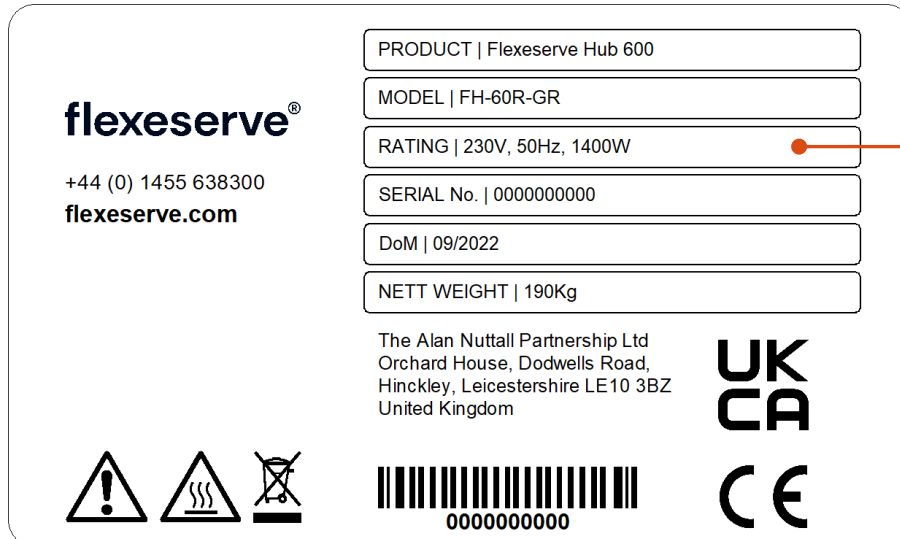 flexeserve®
+44 (0) 1455 638300
flexeserve.com
PRODUCT | Flexeserve Hub 600
MODEL | FH-60R-GR
RATING | 230V, 50Hz, 1400W
SERIAL No. | 0000000000
DoM | 09/2022
NETT WEIGHT | 190Kg
The Alan Nuttall Partnership Ltd
Orchard House, Dodwells Road,
Hinckley, Leicestershire LE10 3BZ
United Kingdom
UK
CA
0000000000
CE